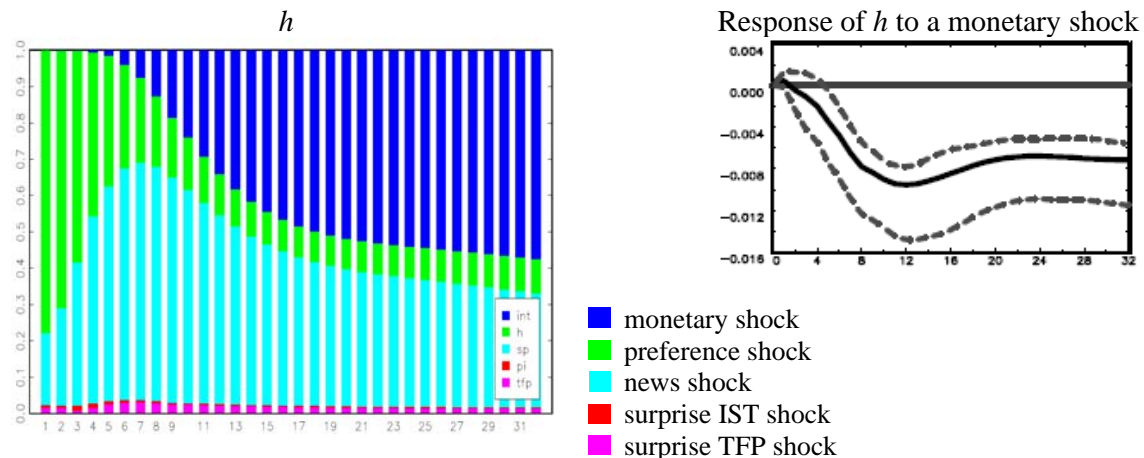 h
1.0
0.9
0.8
0.7
0.6
0.5
0.4
0.3
0.2
0.1
0.0
1 2 3 4 5 6 7 8 9 11 13 15 17 19 21 23 25 27 29 31
int
h
sp
pi
tfp
Response of h to a monetary shock
0.004
0.000
-0.004
-0.008
-0.012
-0.016
0 4 8 12 16 20 24 28 32
monetary shock
preference shock
news shock
surprise IST shock
surprise TFP shock